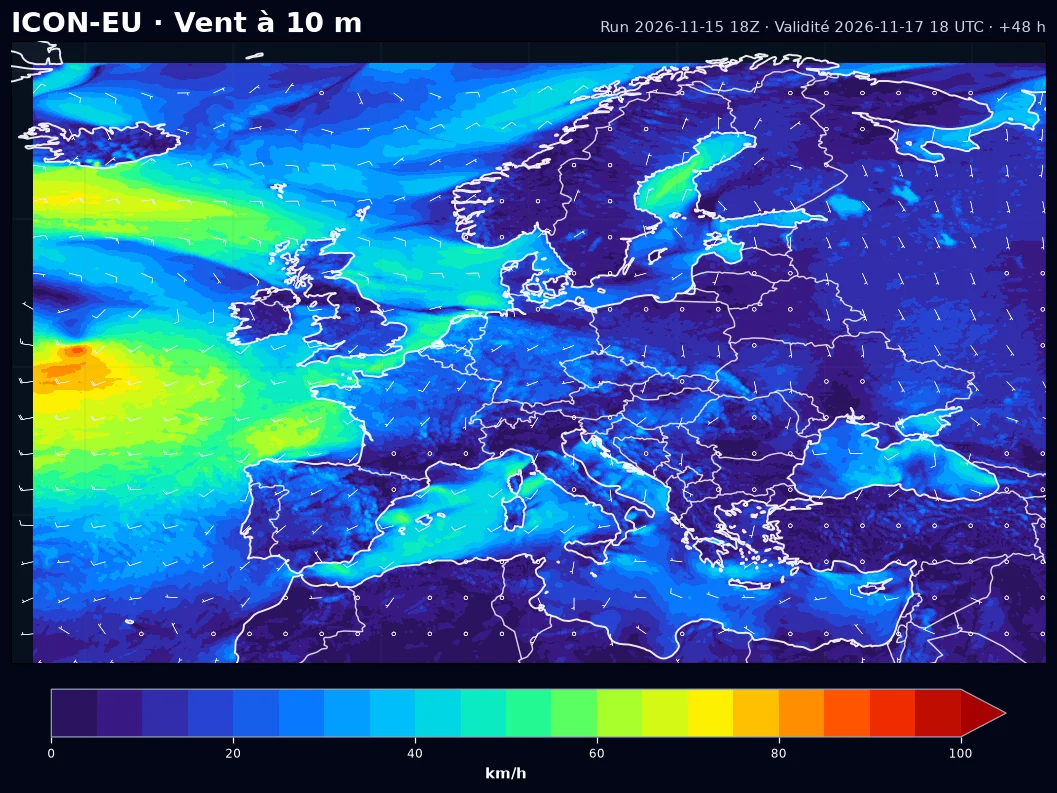 ICON-EU · Vent à 10 m
Run 2026-11-15 18Z · Validité 2026-11-17 18 UTC · +48 h
0 20 40 60 80 100
km/h